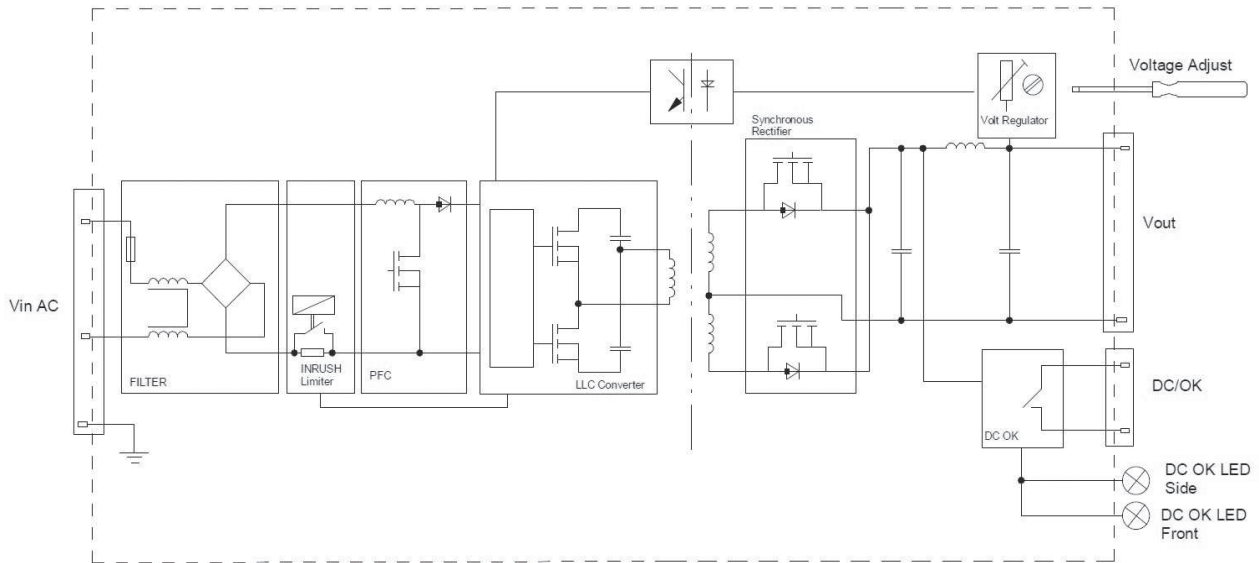 Voltage Adjust
Volt Regulator
Synchronous
Rectifier
Vout
Vin AC
FILTER
INRUSH
Limiter
PFC
LLC Converter
DC/OK
DC OK
DC OK LED
Side
DC OK LED
Front